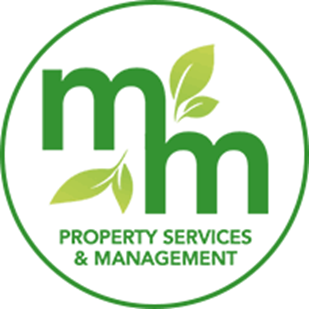 mm
PROPERTY SERVICES
& MANAGEMENT